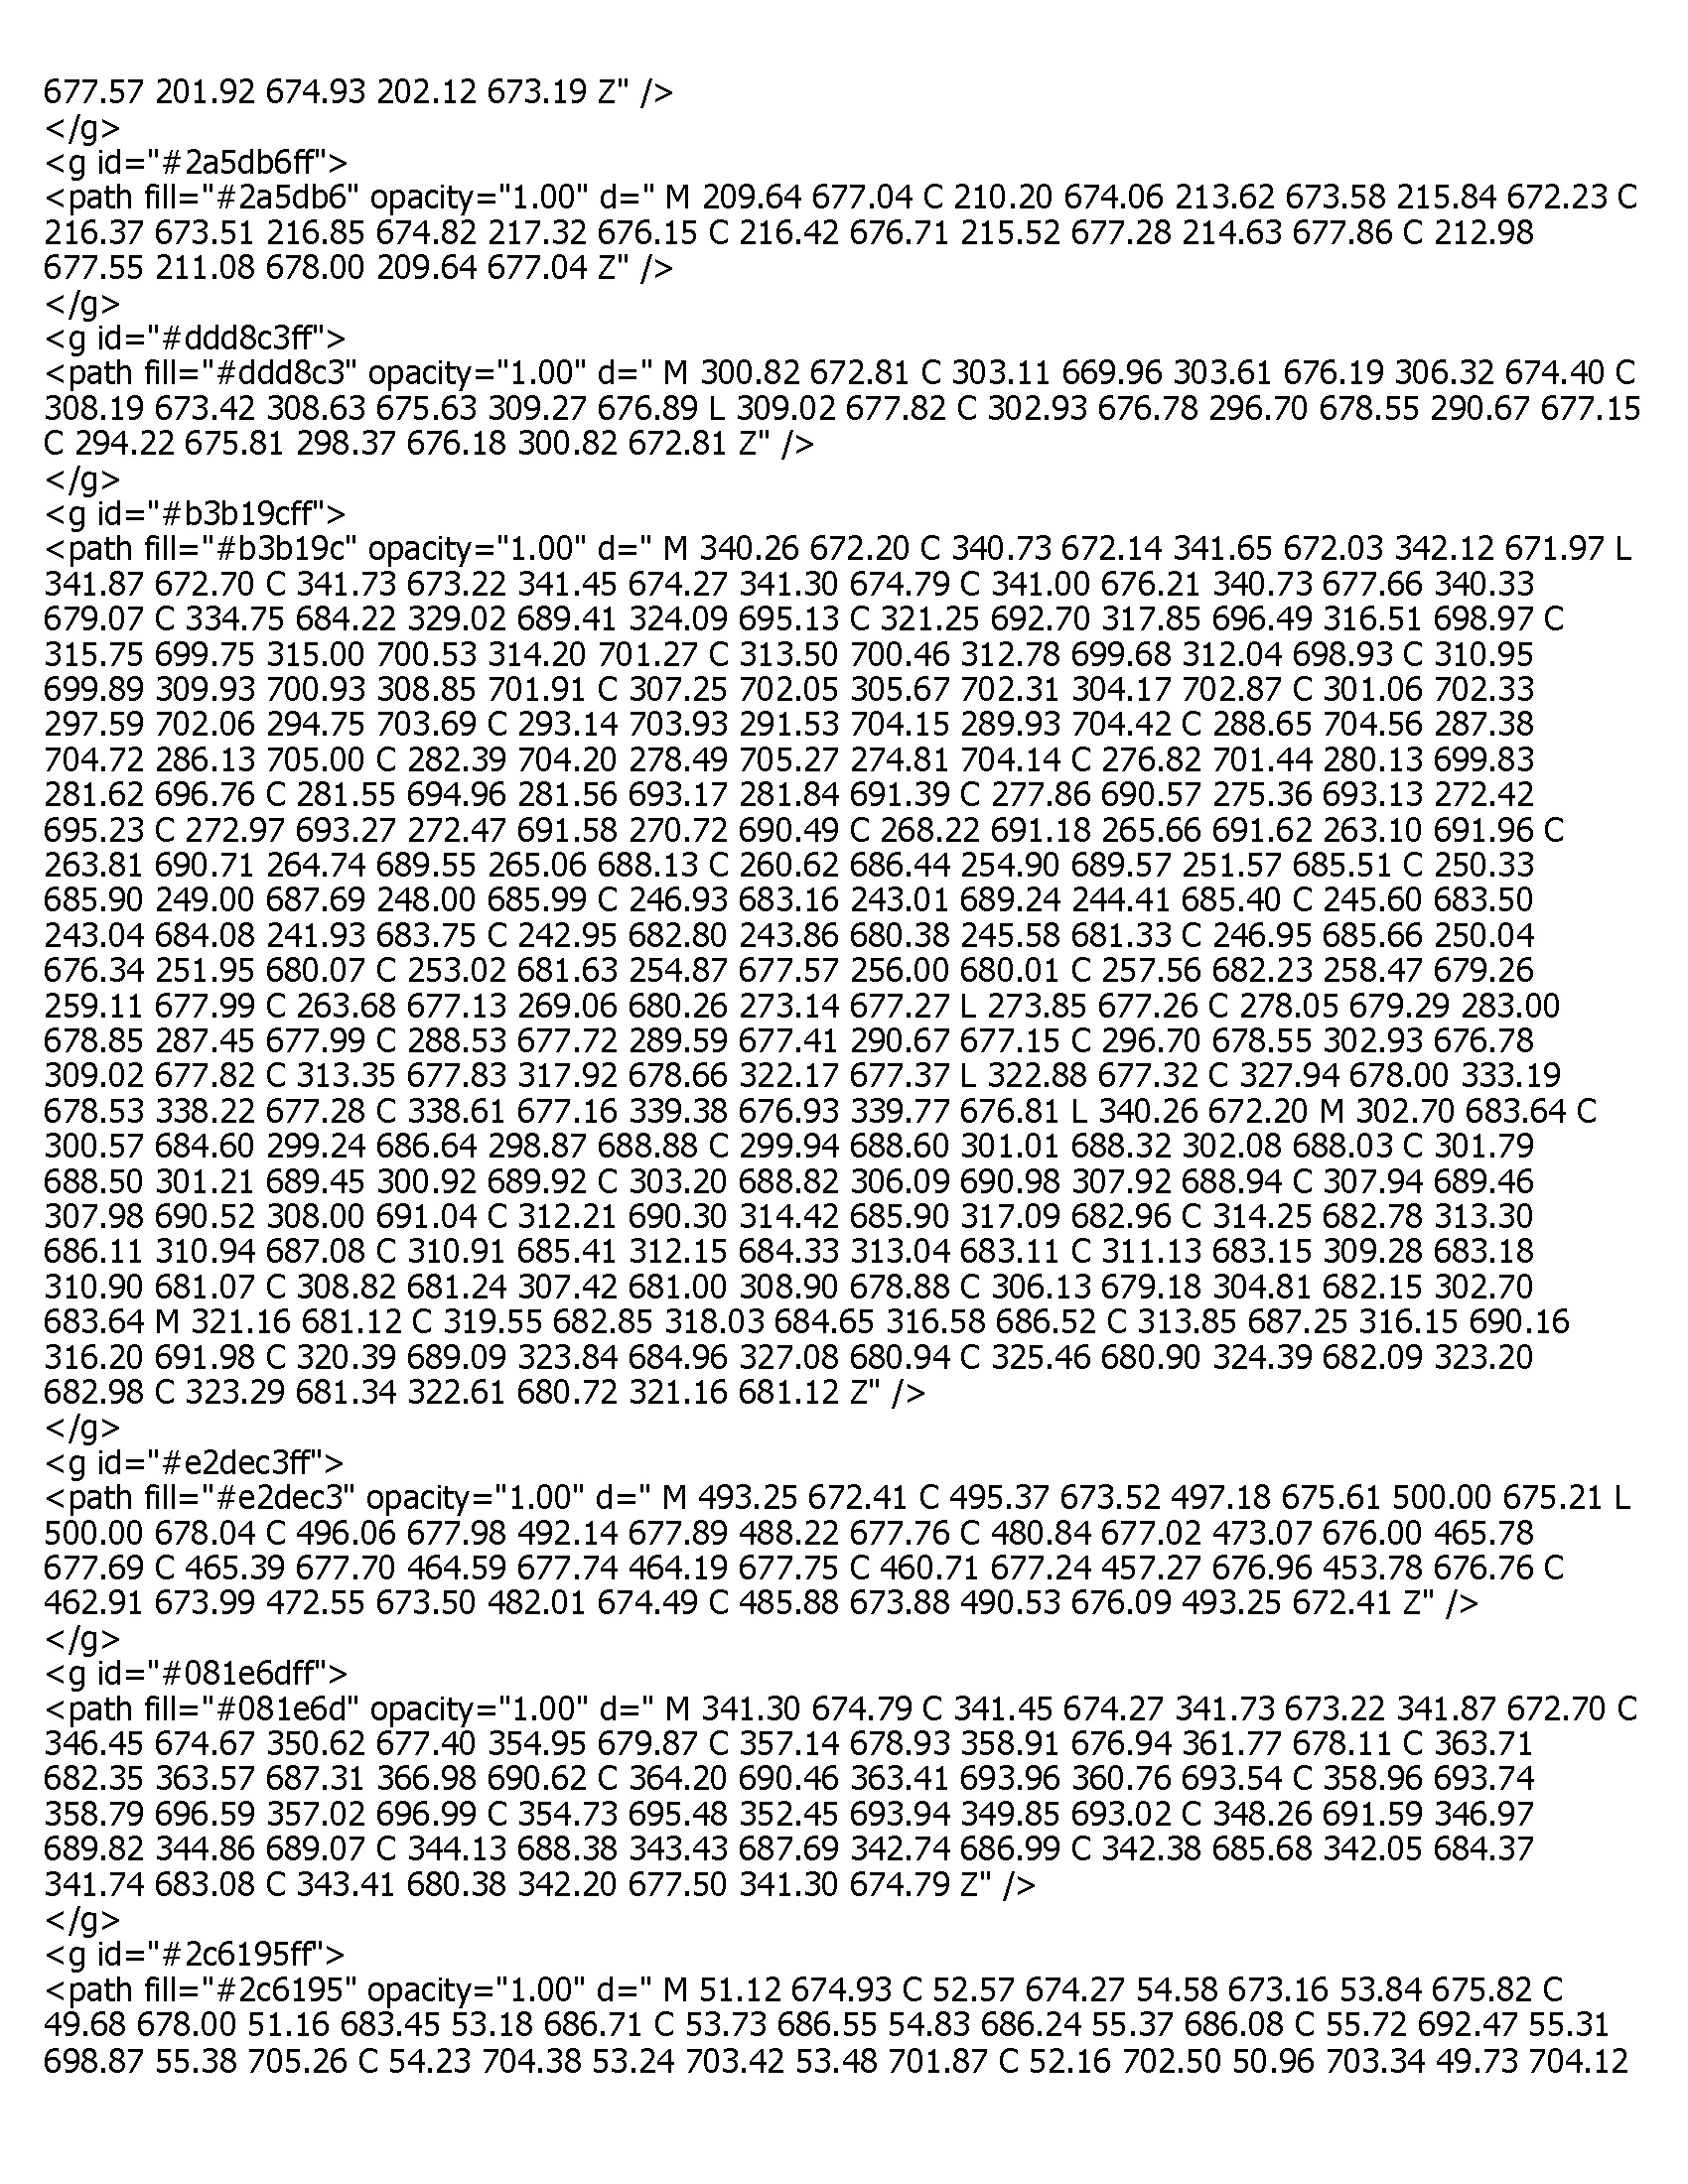 677.57 201.92 674.93 202.12 673.19 Z" />
</g>
<g id="#2a5db6ff">
<path fill="#2a5db6" opacity="1.00" d=" M 209.64 677.04 C 210.20 674.06 213.62 673.58 215.84 672.23 C
216.37 673.51 216.85 674.82 217.32 676.15 C 216.42 676.71 215.52 677.28 214.63 677.86 C 212.98
677.55 211.08 678.00 209.64 677.04 Z" />
</g>
<g id="#ddd8c3ff">
<path fill="#ddd8c3" opacity="1.00" d=" M 300.82 672.81 C 303.11 669.96 303.61 676.19 306.32 674.40 C
308.19 673.42 308.63 675.63 309.27 676.89 L 309.02 677.82 C 302.93 676.78 296.70 678.55 290.67 677.15
C 294.22 675.81 298.37 676.18 300.82 672.81 Z" />
</g>
<g id="#b3b19cff">
<path fill="#b3b19c" opacity="1.00" d=" M 340.26 672.20 C 340.73 672.14 341.65 672.03 342.12 671.97 L
341.87 672.70 C 341.73 673.22 341.45 674.27 341.30 674.79 C 341.00 676.21 340.73 677.66 340.33
679.07 C 334.75 684.22 329.02 689.41 324.09 695.13 C 321.25 692.70 317.85 696.49 316.51 698.97 C
315.75 699.75 315.00 700.53 314.20 701.27 C 313.50 700.46 312.78 699.68 312.04 698.93 C 310.95
699.89 309.93 700.93 308.85 701.91 C 307.25 702.05 305.67 702.31 304.17 702.87 C 301.06 702.33
297.59 702.06 294.75 703.69 C 293.14 703.93 291.53 704.15 289.93 704.42 C 288.65 704.56 287.38
704.72 286.13 705.00 C 282.39 704.20 278.49 705.27 274.81 704.14 C 276.82 701.44 280.13 699.83
281.62 696.76 C 281.55 694.96 281.56 693.17 281.84 691.39 C 277.86 690.57 275.36 693.13 272.42
695.23 C 272.97 693.27 272.47 691.58 270.72 690.49 C 268.22 691.18 265.66 691.62 263.10 691.96 C
263.81 690.71 264.74 689.55 265.06 688.13 C 260.62 686.44 254.90 689.57 251.57 685.51 C 250.33
685.90 249.00 687.69 248.00 685.99 C 246.93 683.16 243.01 689.24 244.41 685.40 C 245.60 683.50
243.04 684.08 241.93 683.75 C 242.95 682.80 243.86 680.38 245.58 681.33 C 246.95 685.66 250.04
676.34 251.95 680.07 C 253.02 681.63 254.87 677.57 256.00 680.01 C 257.56 682.23 258.47 679.26
259.11 677.99 C 263.68 677.13 269.06 680.26 273.14 677.27 L 273.85 677.26 C 278.05 679.29 283.00
678.85 287.45 677.99 C 288.53 677.72 289.59 677.41 290.67 677.15 C 296.70 678.55 302.93 676.78
309.02 677.82 C 313.35 677.83 317.92 678.66 322.17 677.37 L 322.88 677.32 C 327.94 678.00 333.19
678.53 338.22 677.28 C 338.61 677.16 339.38 676.93 339.77 676.81 L 340.26 672.20 M 302.70 683.64 C
300.57 684.60 299.24 686.64 298.87 688.88 C 299.94 688.60 301.01 688.32 302.08 688.03 C 301.79
688.50 301.21 689.45 300.92 689.92 C 303.20 688.82 306.09 690.98 307.92 688.94 C 307.94 689.46
307.98 690.52 308.00 691.04 C 312.21 690.30 314.42 685.90 317.09 682.96 C 314.25 682.78 313.30
686.11 310.94 687.08 C 310.91 685.41 312.15 684.33 313.04 683.11 C 311.13 683.15 309.28 683.18
310.90 681.07 C 308.82 681.24 307.42 681.00 308.90 678.88 C 306.13 679.18 304.81 682.15 302.70
683.64 M 321.16 681.12 C 319.55 682.85 318.03 684.65 316.58 686.52 C 313.85 687.25 316.15 690.16
316.20 691.98 C 320.39 689.09 323.84 684.96 327.08 680.94 C 325.46 680.90 324.39 682.09 323.20
682.98 C 323.29 681.34 322.61 680.72 321.16 681.12 Z" />
</g>
<g id="#e2dec3ff">
<path fill="#e2dec3" opacity="1.00" d=" M 493.25 672.41 C 495.37 673.52 497.18 675.61 500.00 675.21 L
500.00 678.04 C 496.06 677.98 492.14 677.89 488.22 677.76 C 480.84 677.02 473.07 676.00 465.78
677.69 C 465.39 677.70 464.59 677.74 464.19 677.75 C 460.71 677.24 457.27 676.96 453.78 676.76 C
462.91 673.99 472.55 673.50 482.01 674.49 C 485.88 673.88 490.53 676.09 493.25 672.41 Z" />
</g>
<g id="#081e6dff">
<path fill="#081e6d" opacity="1.00" d=" M 341.30 674.79 C 341.45 674.27 341.73 673.22 341.87 672.70 C
346.45 674.67 350.62 677.40 354.95 679.87 C 357.14 678.93 358.91 676.94 361.77 678.11 C 363.71
682.35 363.57 687.31 366.98 690.62 C 364.20 690.46 363.41 693.96 360.76 693.54 C 358.96 693.74
358.79 696.59 357.02 696.99 C 354.73 695.48 352.45 693.94 349.85 693.02 C 348.26 691.59 346.97
689.82 344.86 689.07 C 344.13 688.38 343.43 687.69 342.74 686.99 C 342.38 685.68 342.05 684.37
341.74 683.08 C 343.41 680.38 342.20 677.50 341.30 674.79 Z" />
</g>
<g id="#2c6195ff">
<path fill="#2c6195" opacity="1.00" d=" M 51.12 674.93 C 52.57 674.27 54.58 673.16 53.84 675.82 C
49.68 678.00 51.16 683.45 53.18 686.71 C 53.73 686.55 54.83 686.24 55.37 686.08 C 55.72 692.47 55.31
698.87 55.38 705.26 C 54.23 704.38 53.24 703.42 53.48 701.87 C 52.16 702.50 50.96 703.34 49.73 704.12